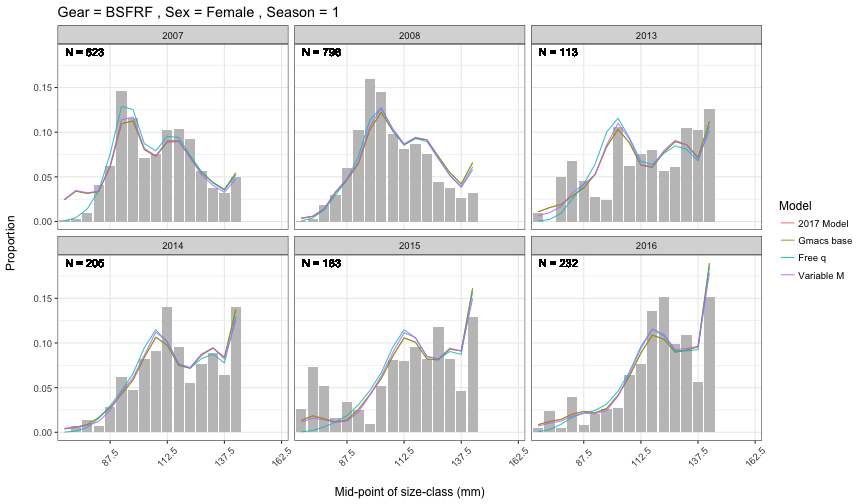 Gear = BSFRF , Sex = Female , Season = 1
2007 2008 2013
N = 623 N = 796 N = 113
0.15
0.10
0.05
0.00
2014 2015 2016
N = 205 N = 163 N = 232
0.15
0.10
0.05
0.00
87.5 112.5 137.5 162.5 87.5 112.5 137.5 162.5 87.5 112.5 137.5 162.5
Mid-point of size-class (mm)
Proportion
Model
2017 Model
Gmacs base
Free q
Variable M